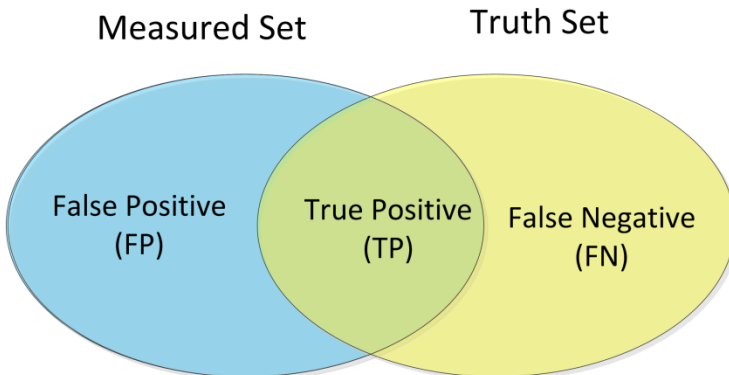 Measured Set
Truth Set
False Positive
(FP)
True Positive
(TP)
False Negative
(FN)